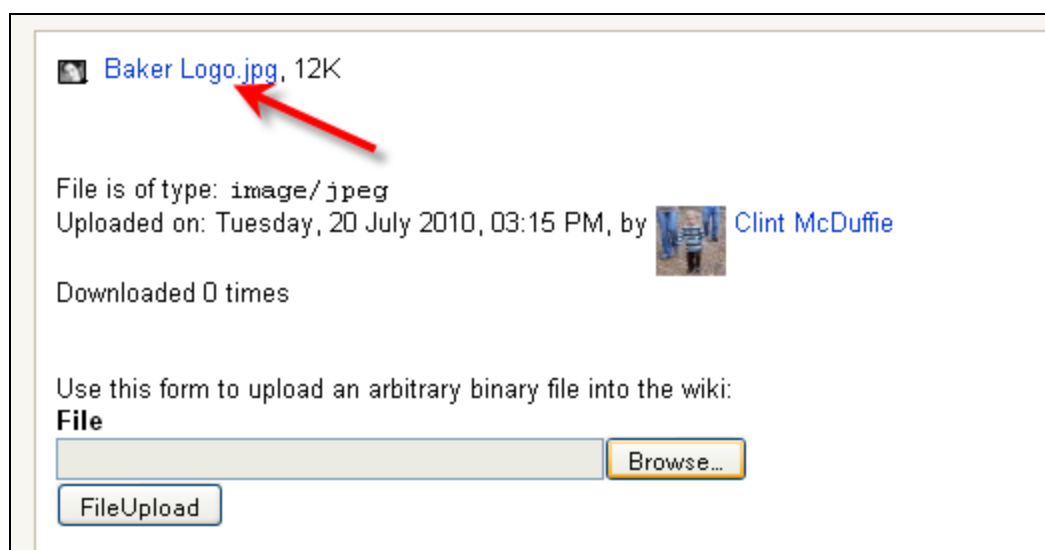 Baker Logo.jpg, 12K
File is of type: image/jpeg
Uploaded on: Tuesday, 20 July 2010, 03:15 PM, by Clint McDuffie
Downloaded 0 times
Use this form to upload an arbitrary binary file into the wiki:
File
Browse...
FileUpload